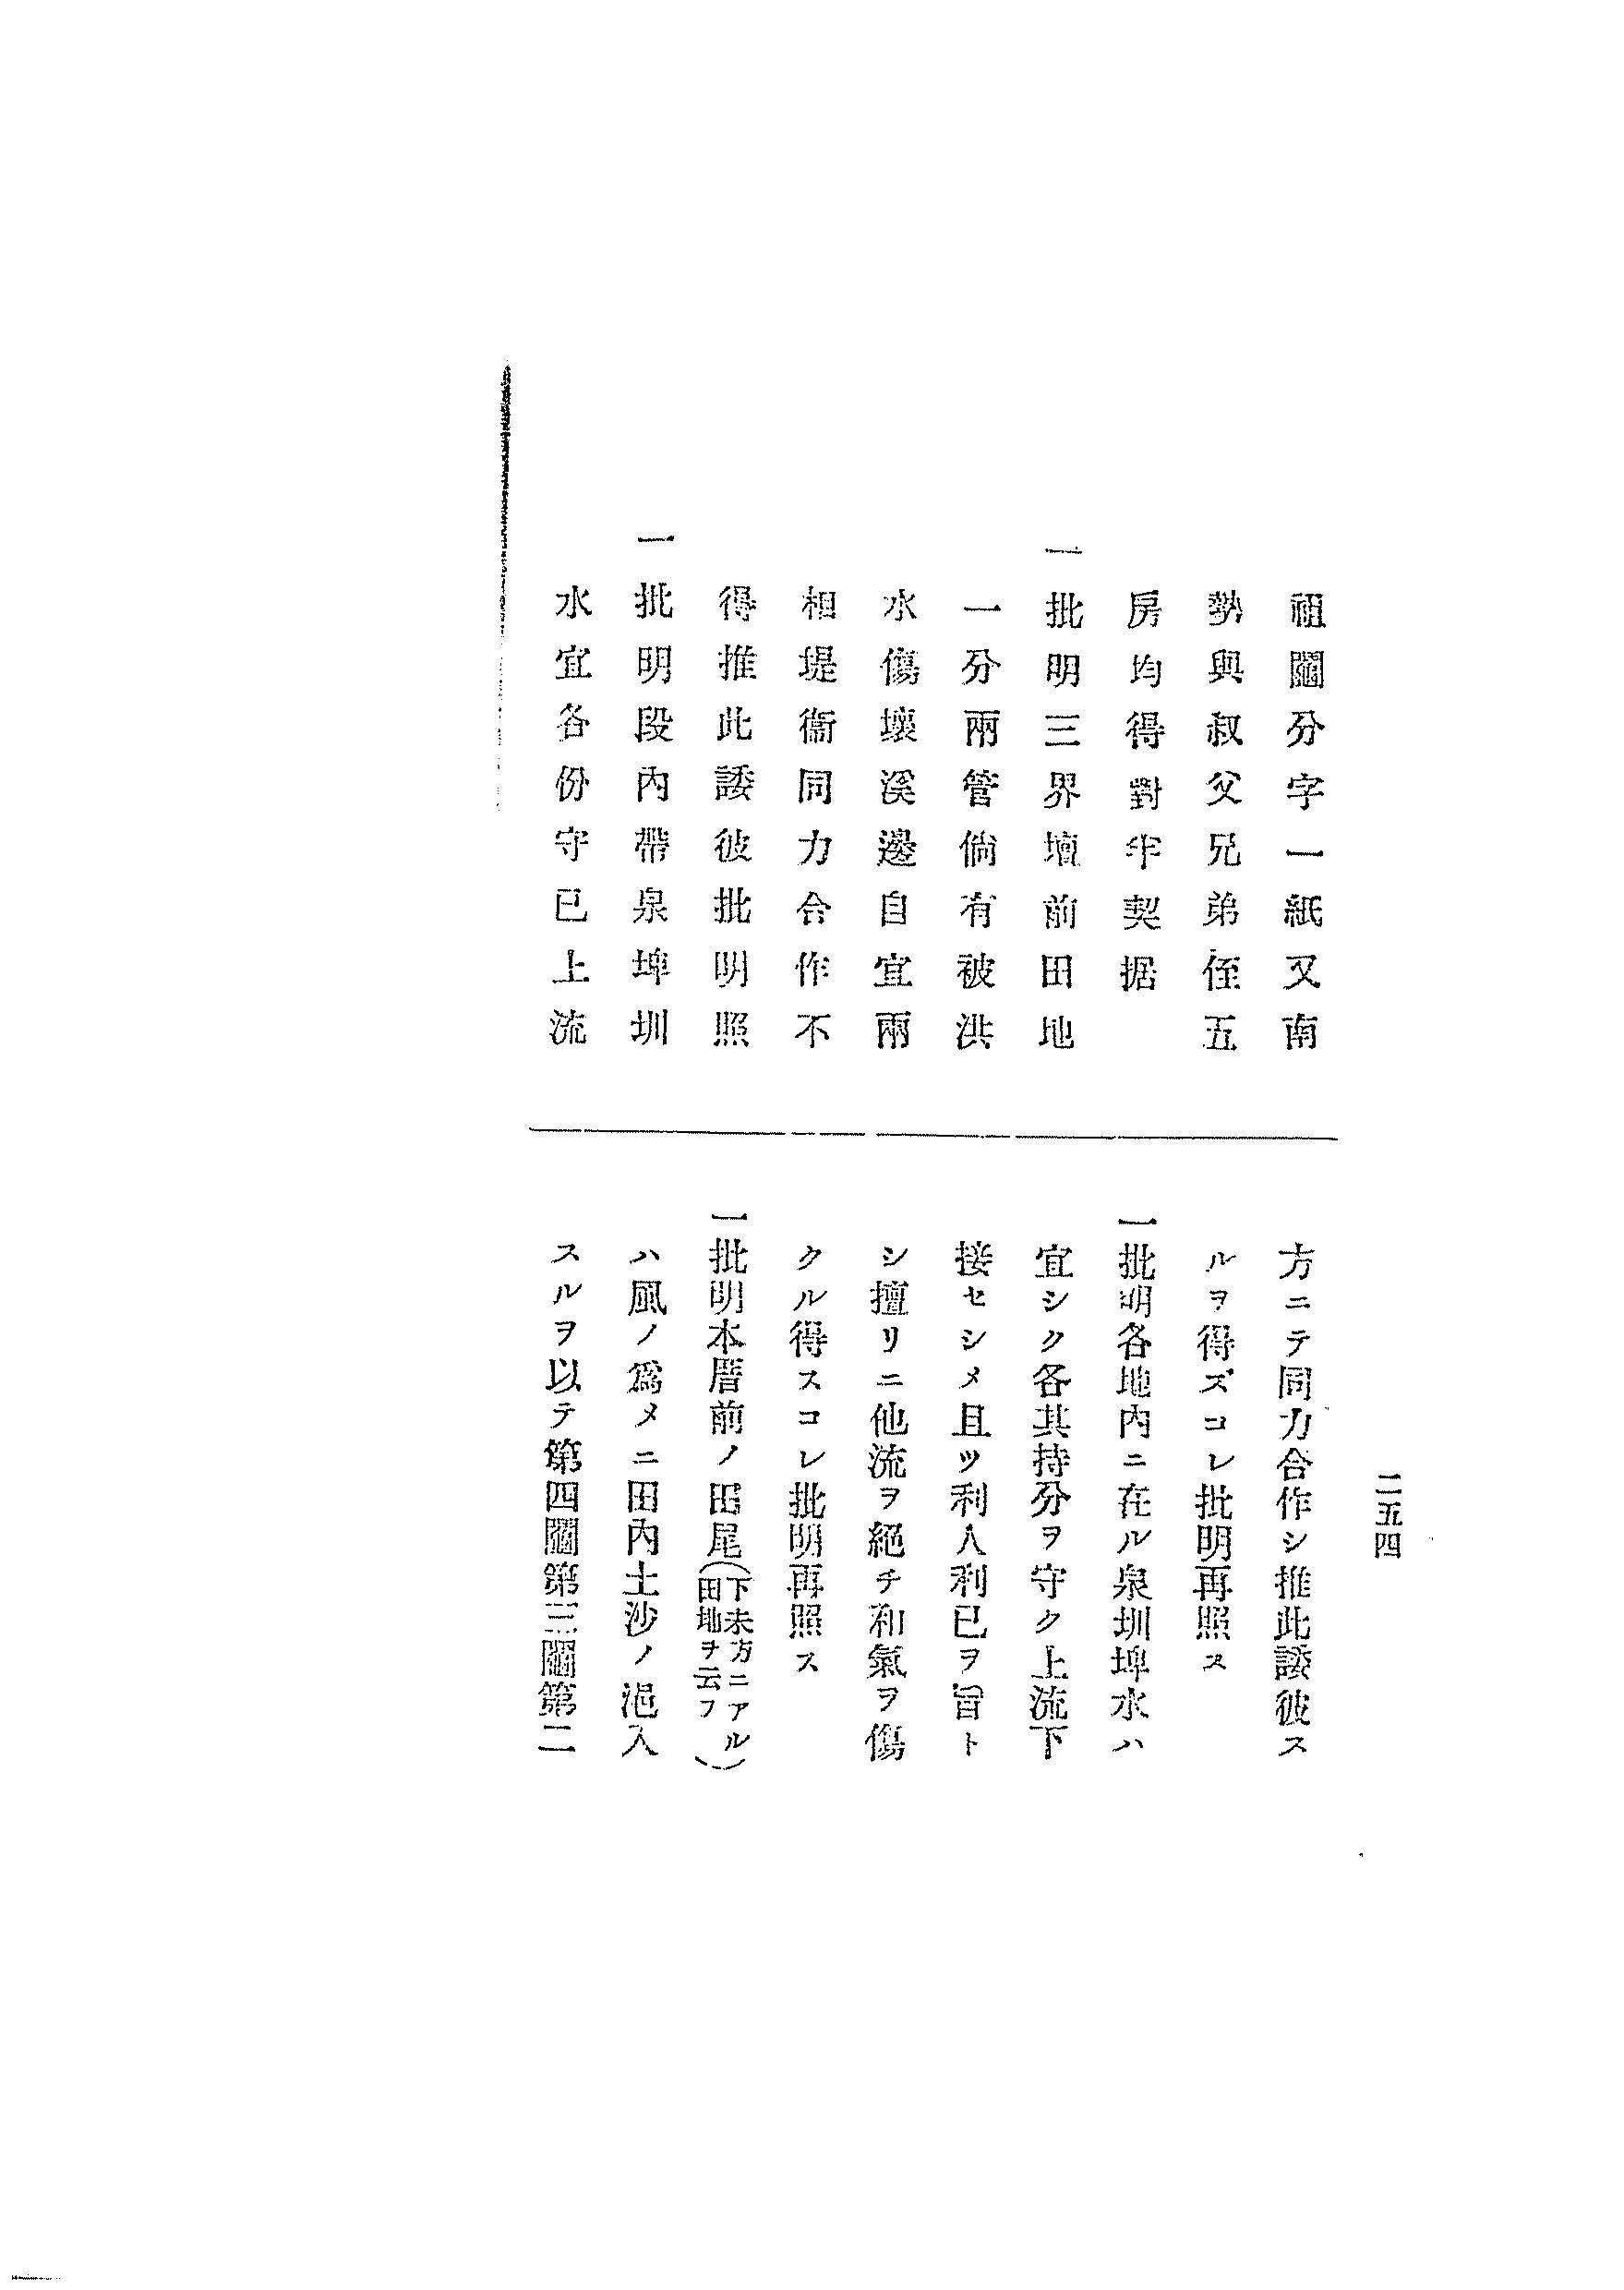 二五四
祖鬮分字一紙又南
勢與叔父兄弟侄五
房均得對半契据
一批明三界壇前田地
一分兩管倘有被洪
水傷壞溪邊自宜兩
相堤衞同力合作不
得推此諉彼批明照
一批明段內帶泉埤圳
水宜各份守已上流
方ニテ同力合作シ推此諉彼ス
ルヲ得ズコレ批明再照ス
一批明各地內ニ在ル泉圳埤水ハ
宜シク各其持分ヲ守ク上流下
接セシメ且ツ利人利已ヲ旨ト
シ擅リニ他流ヲ絕チ和氣ヲ傷
クル得スコレ批明再照ス
一批明本厝前ノ田尾(下未方ニアル田地ヲ云フ)
ハ風ノ爲メニ田內土沙ノ浥入
スルヲ以テ第四鬮第三鬮第二